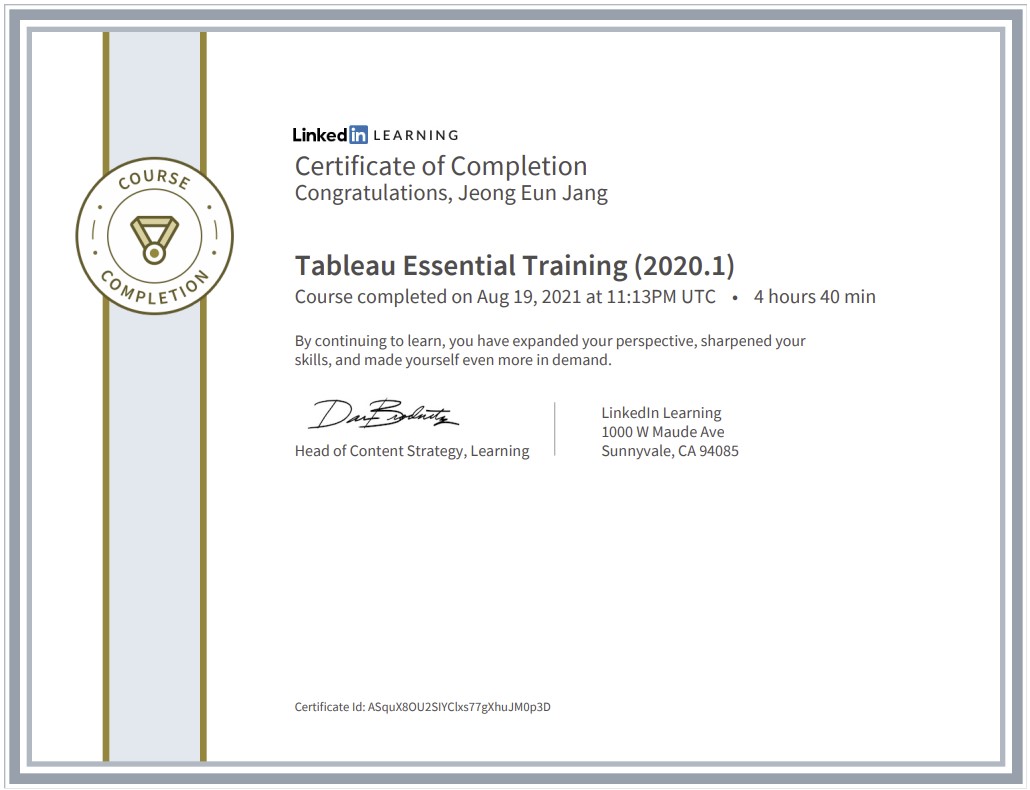 COURSE
COMPLETION
Linked in LEARNING
Certificate of Completion
Congratulations, Jeong Eun Jang
Tableau Essential Training (2020.1)
Course completed on Aug 19, 2021 at 11:13PM UTC • 4 hours 40 min
By continuing to learn, you have expanded your perspective, sharpened your
skills, and made yourself even more in demand.
Head of Content Strategy, Learning
LinkedIn Learning
1000 W Maude Ave
Sunnyvale, CA 94085
Certificate Id: ASquX8OU2SIYClxs77gXhuJM0p3D